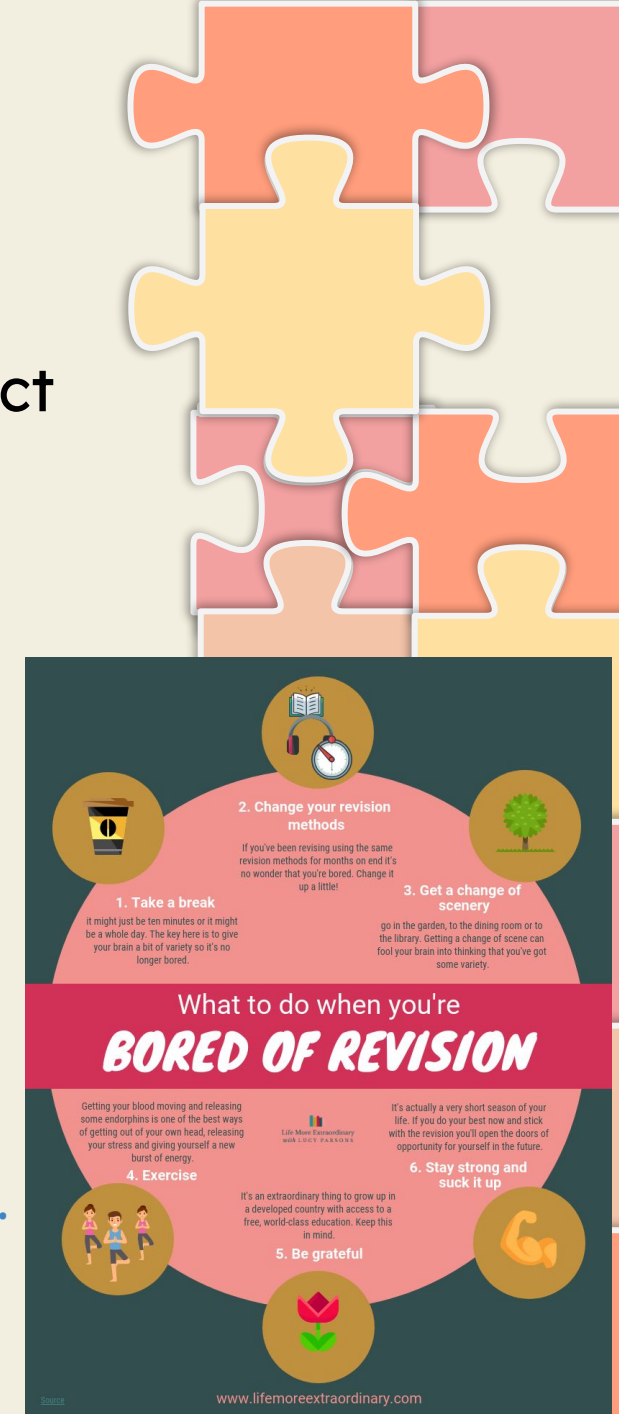 ct
2. Change your revision
methods
If you've been revising using the same
revision methods for months on end it's
no wonder that you're bored. Change it
up a little!
1. Take a break
it might just be ten minutes or it might
be a whole day. The key here is to give
your brain a bit of variety so it's no
longer bored.
3. Get a change of
scenery
go in the garden, to the dining room or to
the library. Getting a change of scene can
fool your brain into thinking that you've got
some variety.
What to do when you're
BORED OF REVISION
Getting your blood moving and releasing
some endorphins is one of the best ways
of getting out of your own head, releasing
your stress and giving yourself a new
burst of energy.
4. Exercise
Life More Extraordinary
with LUCY PARSONS
It's actually a very short season of your
life. If you do your best now and stick
with the revision you'll open the doors of
opportunity for yourself in the future.
6. Stay strong and
suck it up
It's an extraordinary thing to grow up in
a developed country with access to a
free, world-class education. Keep this
in mind.
5. Be grateful
Source
www.lifemoreextraordinary.com